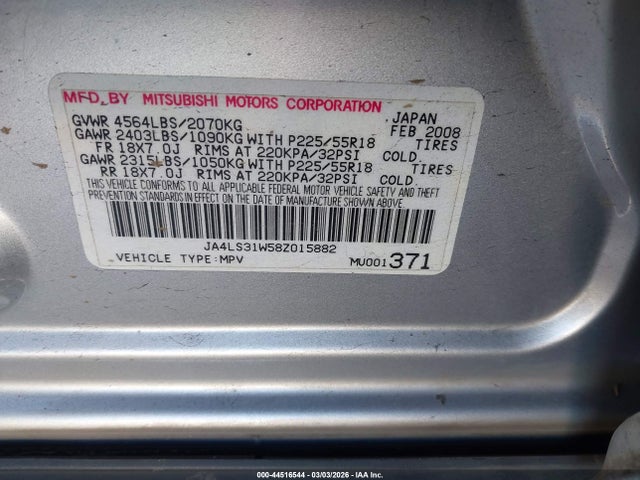 MFD. BY MITSUBISHI MOTORS CORPORATION JAPAN
GVWR 4564LBS/2070KG FEB 2008
GAWR 2403LBS/1090KG WITH P225/55R18 TIRES
FR 18X7.0J RIMS AT 220KPA/32PSI COLD.
GAWR 2315LBS/1050KG WITH P225/55R18 TIRES
RR 18X7.0J RIMS AT 220KPA/32PSI COLD.
THIS VEHICLE CONFORMS TO ALL APPLICABLE FEDERAL MOTOR VEHICLE SAFETY AND THEFT
PREVENTION STANDARDS IN EFFECT ON THE DATE OF MANUFACTURE SHOWN ABOVE.
JA4LS31W58Z015882
VEHICLE TYPE:MPV MU001371
000-44516544 - 03/03/2026 - IAA Inc.